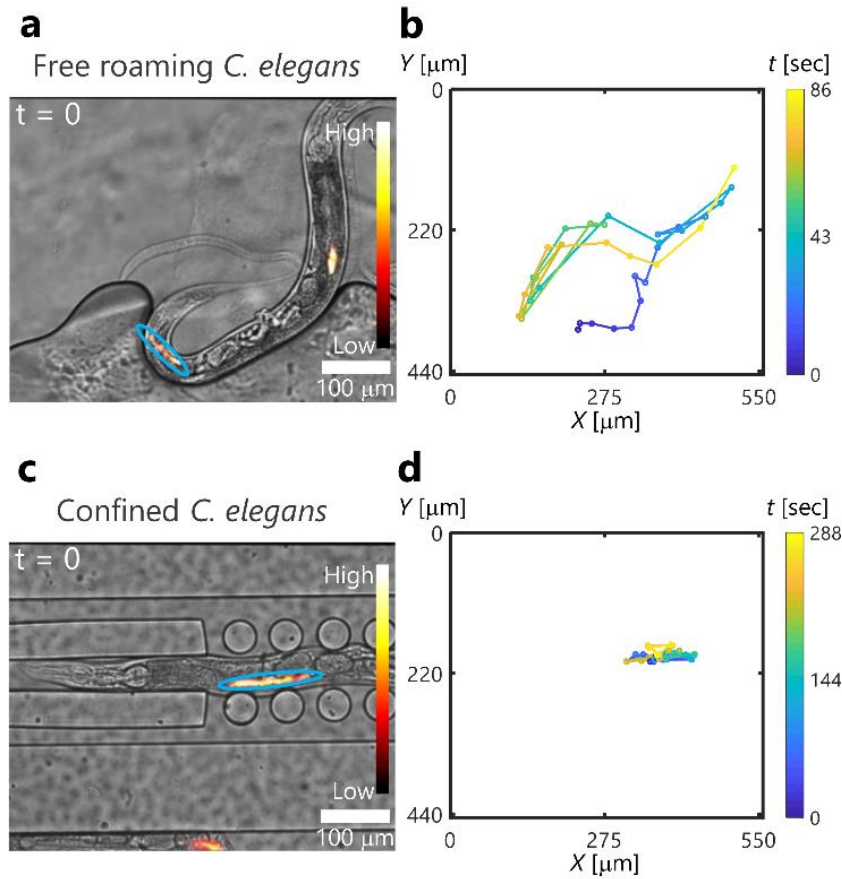 a
Free roaming C. elegans
t = 0
High
Low
100 μm
b
Y [μm]
t [sec]
0
220
440
0
275
550
X [μm]
86
43
0
c
Confined C. elegans
t = 0
High
Low
100 μm
d
Y [μm]
t [sec]
0
220
440
0
275
550
X [μm]
288
144
0